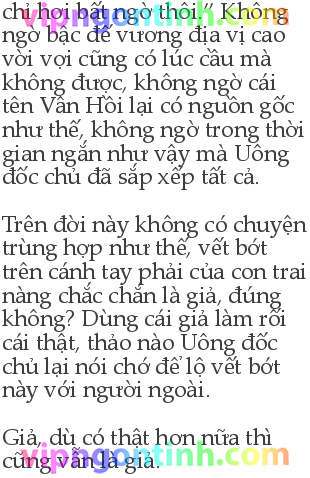 chỉ hơi bất ngờ thôi.” Không
ngờ bậc đế vương địa vị cao
vời vợi cũng có lúc cầu mà
không được, không ngờ cái
tên Vân Hồi lại có nguồn gốc
như thế, không ngờ trong thời
gian ngắn như vậy mà Uông
đốc chủ đã sắp xếp tất cả.
Trên đời này không có chuyện
trùng hợp như thế, vết bớt
trên cánh tay phải của con trai
nàng chắc chắn là giả, đúng
không? Dùng cái giả làm rối
cái thật, thảo nào Uông đốc
chủ lại nói chớ để lộ vết bớt
này với người ngoài.
Giả, dù có thật hơn nữa thì
cũng vẫn là giả.
vipngontinh.com
vipngontinh.com